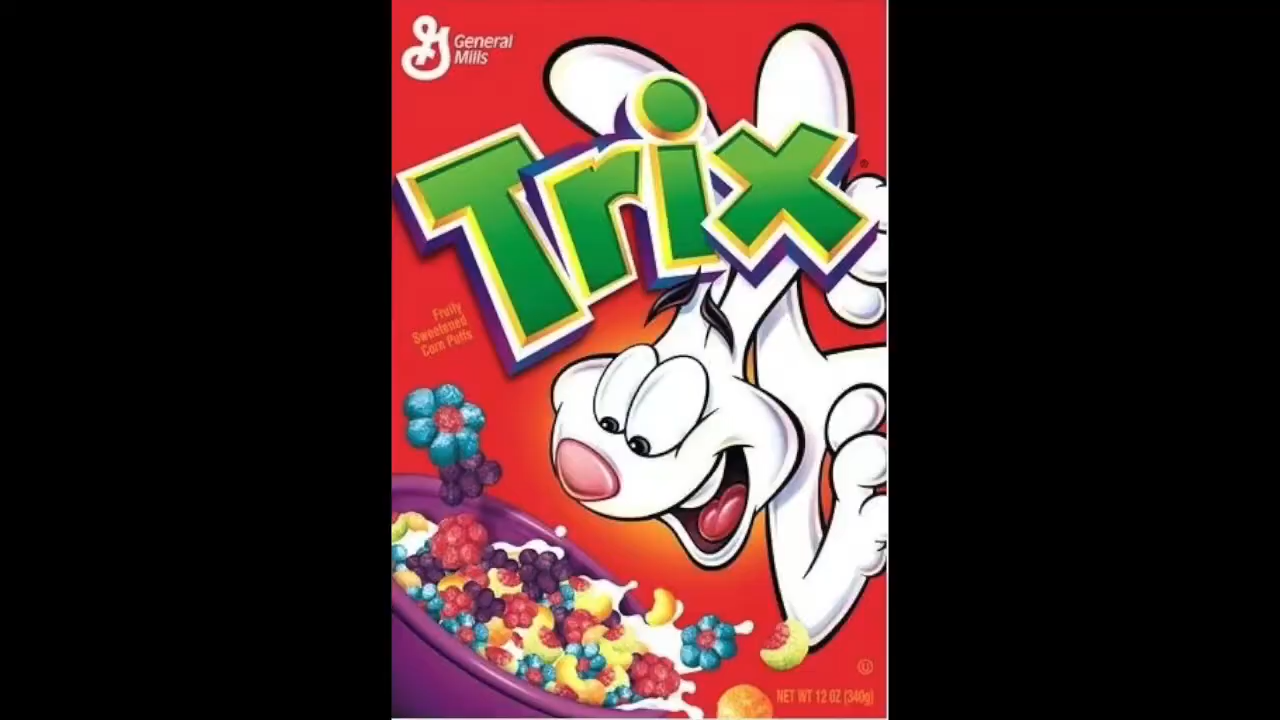 General
Mills
Trix
®
Fruity
Sweetened
Corn Puffs
U
NET WT 12 OZ (340g)